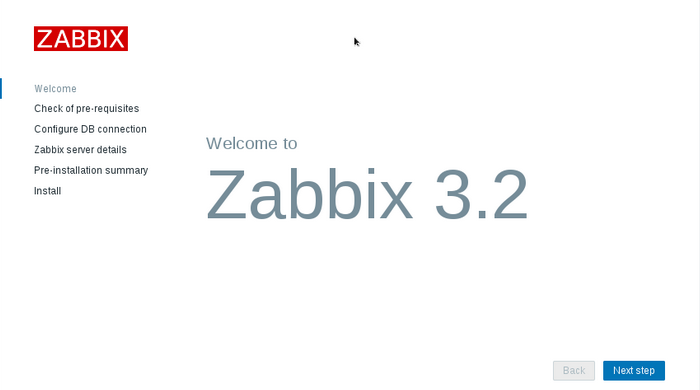 ZABBIX
Welcome
Check of pre-requisites
Configure DB connection
Zabbix server details
Pre-installation summary
Install
Welcome to
Zabbix 3.2
Back
Next step